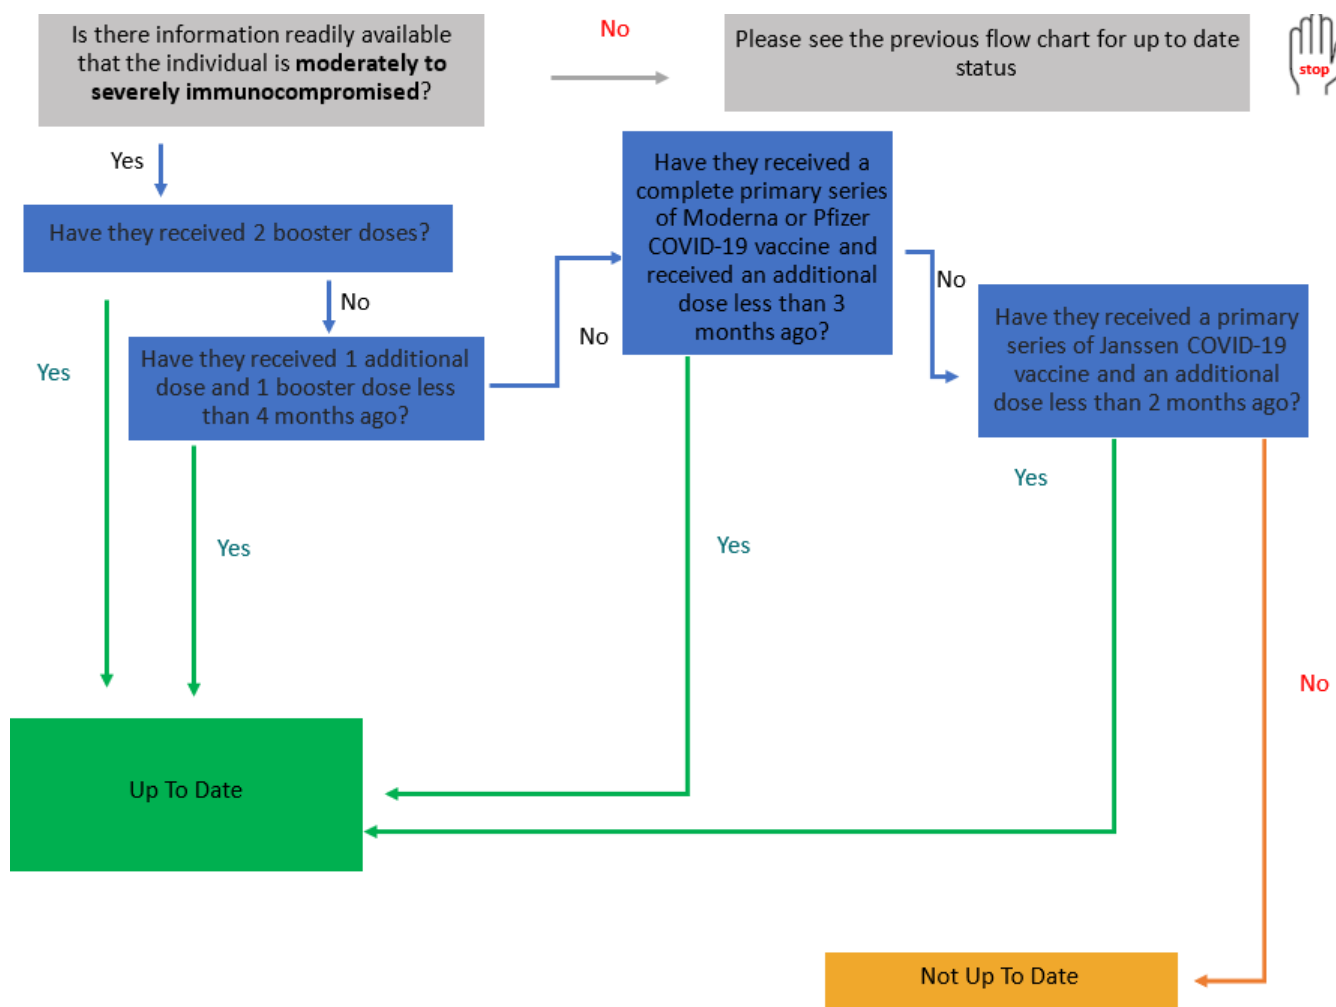 Is there information readily available
that the individual is moderately to
severely immunocompromised?
No
Please see the previous flow chart for up to date
status
stop
Yes
Have they received 2 booster doses?
No
Yes
Have they received 1 additional
dose and 1 booster dose less
than 4 months ago?
No
Yes
Have they received a
complete primary series
of Moderna or Pfizer
COVID-19 vaccine and
received an additional
dose less than 3
months ago?
No
Yes
Have they received a primary
series of Janssen COVID-19
vaccine and an additional
dose less than 2 months ago?
Yes
No
Up To Date
Not Up To Date